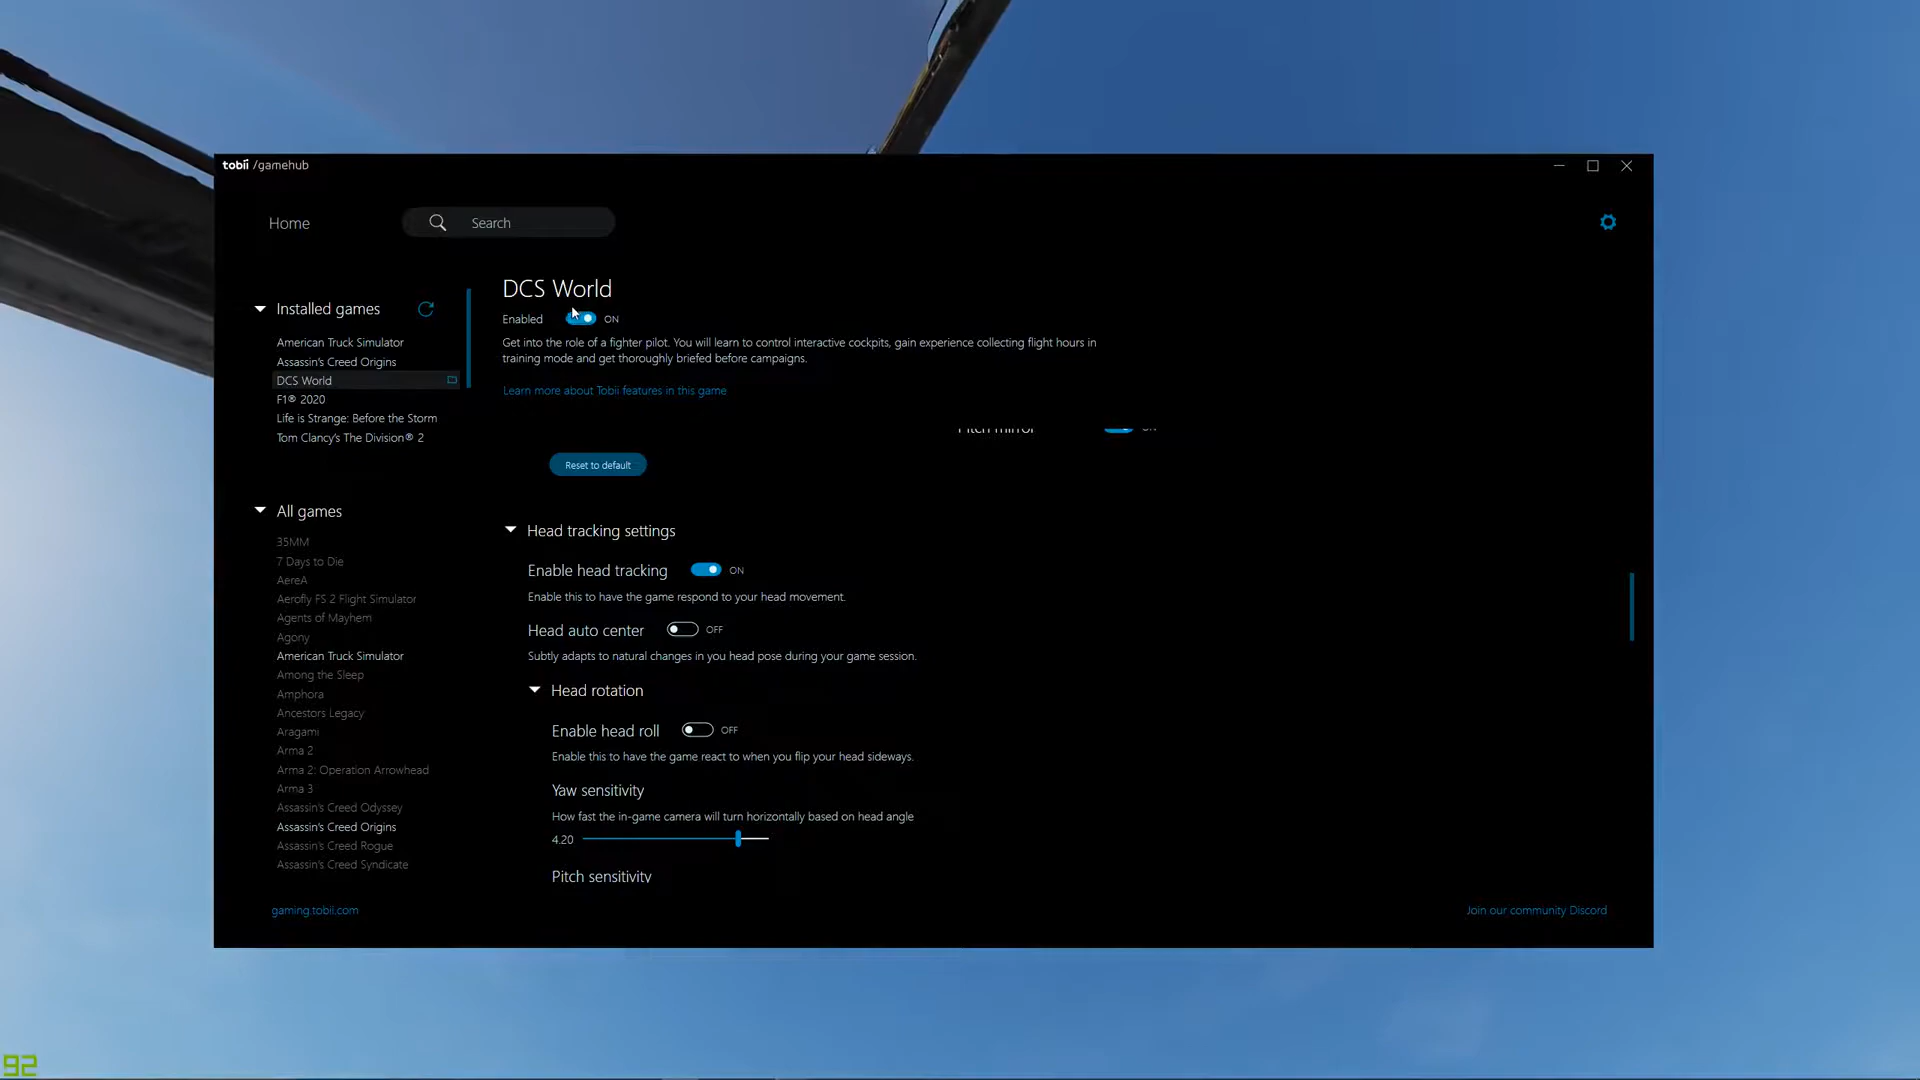 tobii /gamehub
Home
Search
DCS World
Enabled
ON
Get into the role of a fighter pilot. You will learn to control interactive cockpits, gain experience collecting flight hours in
training mode and get thoroughly briefed before campaigns.
Learn more about Tobii features in this game
Installed games
American Truck Simulator
Assassin's Creed Origins
DCS World
F1® 2020
Life is Strange: Before the Storm
Tom Clancy's The Division® 2
All games
35MM
7 Days to Die
AereA
Aerofly FS 2 Flight Simulator
Agents of Mayhem
Agony
American Truck Simulator
Among the Sleep
Amphora
Ancestors Legacy
Aragami
Arma 2
Arma 2: Operation Arrowhead
Arma 3
Assassin's Creed Odyssey
Assassin's Creed Origins
Assassin's Creed Rogue
Assassin's Creed Syndicate
Pitch mirror
ON
Reset to default
Head tracking settings
Enable head tracking
ON
Enable this to have the game respond to your head movement.
Head auto center
OFF
Subtly adapts to natural changes in you head pose during your game session.
Head rotation
Enable head roll
OFF
Enable this to have the game react to when you flip your head sideways.
Yaw sensitivity
How fast the in-game camera will turn horizontally based on head angle
4.20
Pitch sensitivity
gaming.tobii.com
Join our community Discord
92